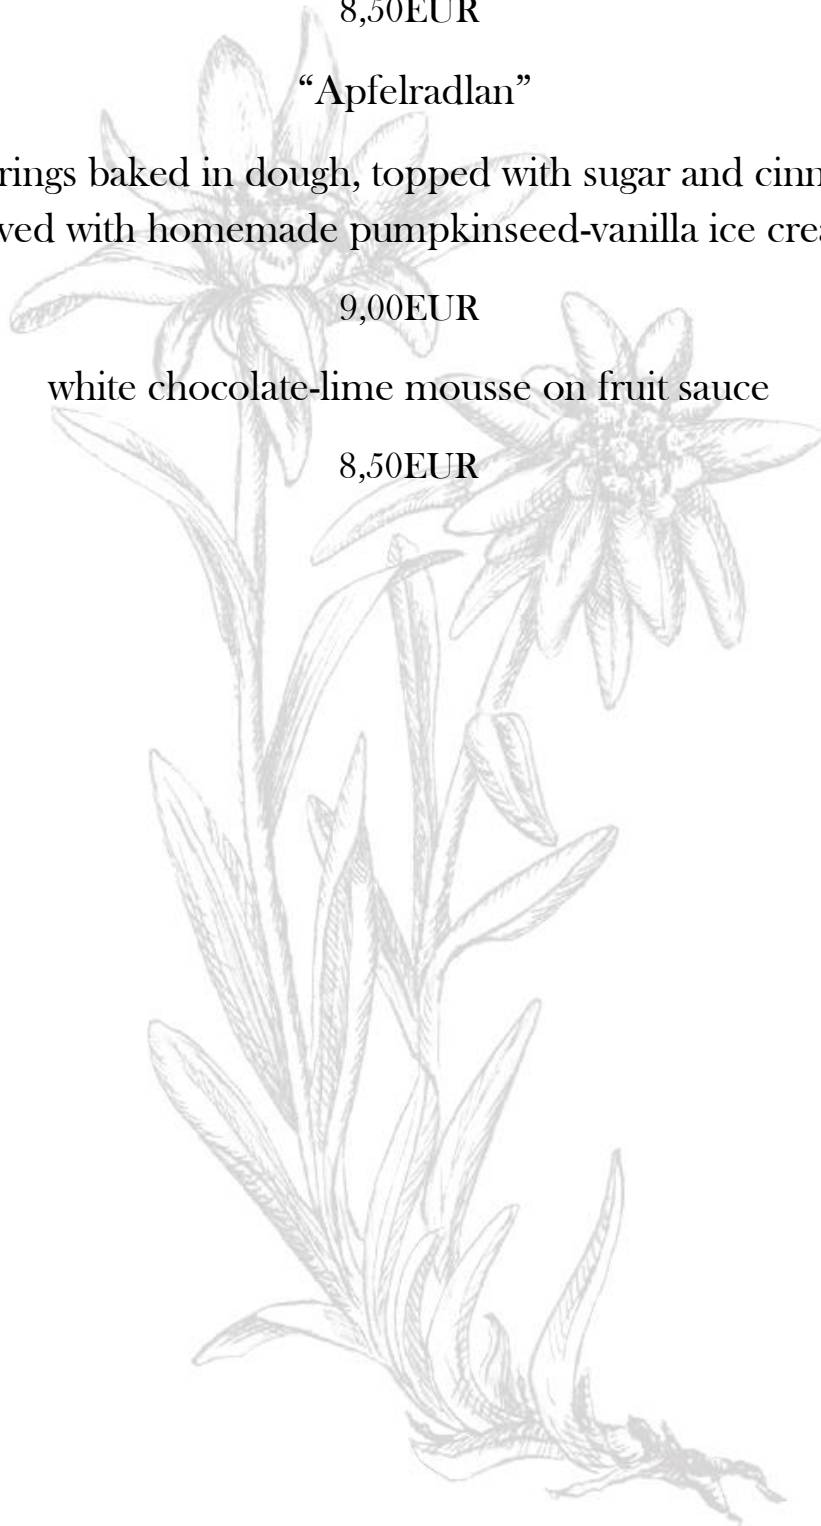 8,50EUR
“Apfelradlan”
rings baked in dough, topped with sugar and
with homemade pumpkinseed-vanilla ice
9,00EUR
white chocolate-lime mousse on fruit sauce
8,50EUR